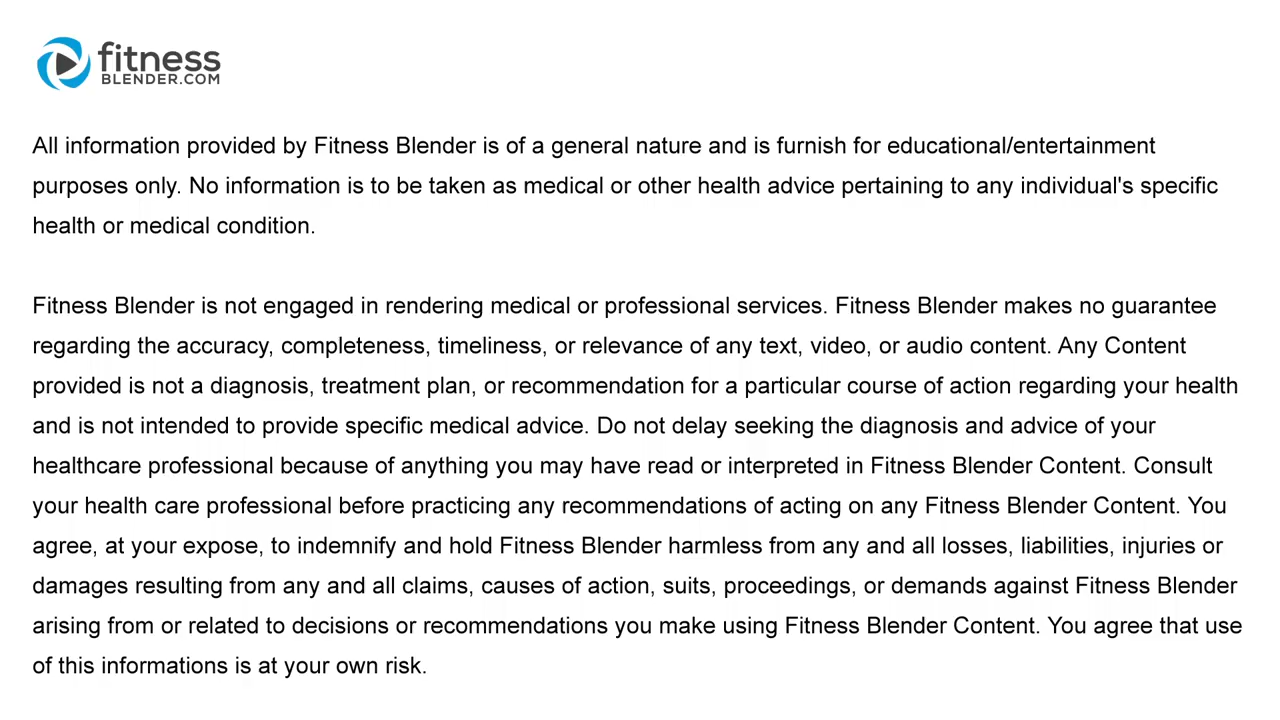 fitness
BLENDER.COM
All information provided by Fitness Blender is of a general nature and is furnish for educational/entertainment
purposes only. No information is to be taken as medical or other health advice pertaining to any individual's specific
health or medical condition.
Fitness Blender is not engaged in rendering medical or professional services. Fitness Blender makes no guarantee
regarding the accuracy, completeness, timeliness, or relevance of any text, video, or audio content. Any Content
provided is not a diagnosis, treatment plan, or recommendation for a particular course of action regarding your health
and is not intended to provide specific medical advice. Do not delay seeking the diagnosis and advice of your
healthcare professional because of anything you may have read or interpreted in Fitness Blender Content. Consult
your health care professional before practicing any recommendations of acting on any Fitness Blender Content. You
agree, at your expose, to indemnify and hold Fitness Blender harmless from any and all losses, liabilities, injuries or
damages resulting from any and all claims, causes of action, suits, proceedings, or demands against Fitness Blender
arising from or related to decisions or recommendations you make using Fitness Blender Content. You agree that use
of this informations is at your own risk.